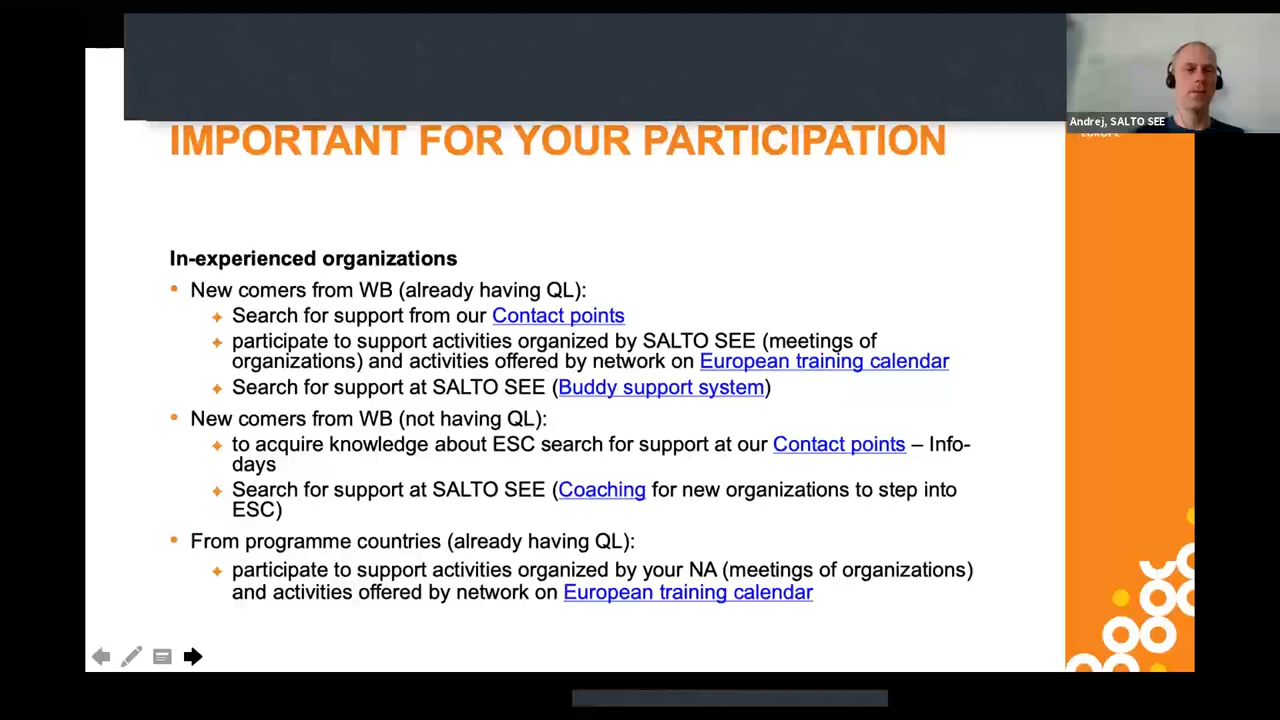 Andrej, SALTO SEE
EUROPE
IMPORTANT FOR YOUR PARTICIPATION
In-experienced organizations
New comers from WB (already having QL):
Search for support from our Contact points
participate to support activities organized by SALTO SEE (meetings of
organizations) and activities offered by network on European training calendar
Search for support at SALTO SEE (Buddy support system)
New comers from WB (not having QL):
to acquire knowledge about ESC search for support at our Contact points – Info-
days
Search for support at SALTO SEE (Coaching for new organizations to step into
ESC)
From programme countries (already having QL):
participate to support activities organized by your NA (meetings of organizations)
and activities offered by network on European training calendar